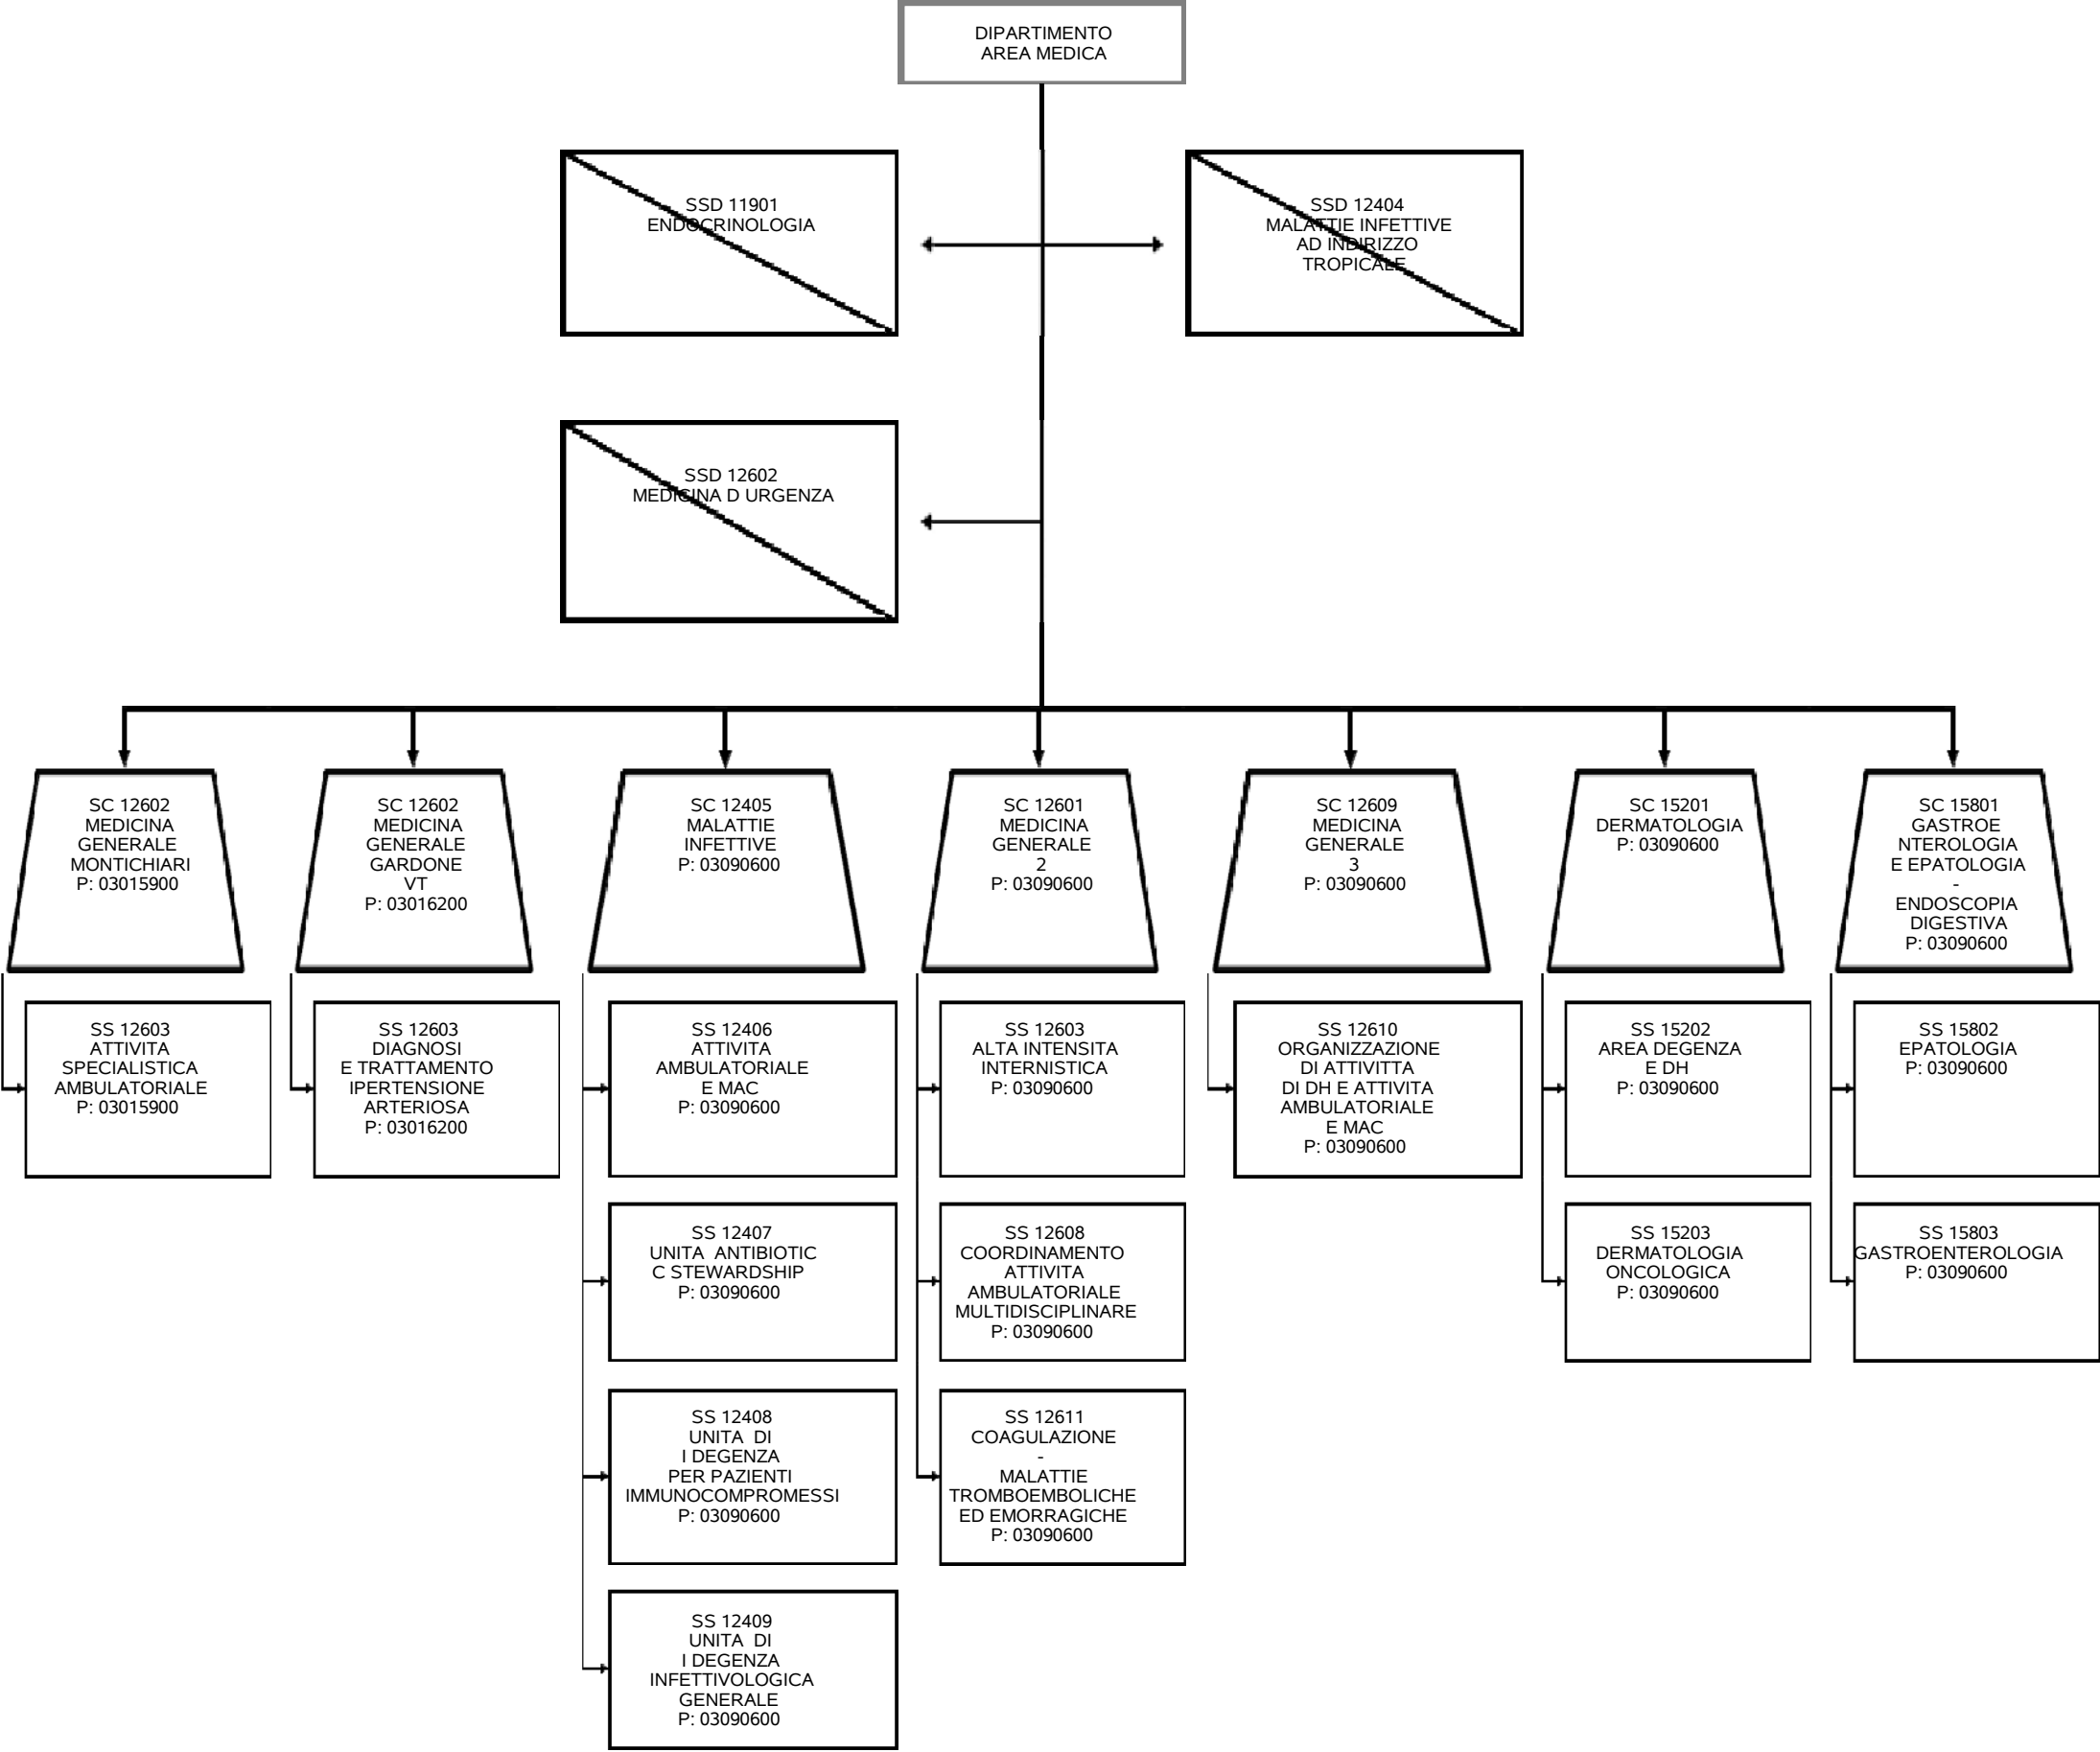 DIPARTIMENTO
AREA MEDICA
SSD 11901
ENDOCRINOLOGIA
SSD 12404
MALATTIE INFETTIVE
AD INDIRIZZO
TROPICALE
SSD 12602
MEDICINA D URGENZA
SC 12602
MEDICINA
GENERALE
MONTICHIARI
P: 03015900
SC 12602
MEDICINA
GENERALE
GARDONE
VT
P: 03016200
SC 12405
MALATTIE
INFETTIVE
P: 03090600
SC 12601
MEDICINA
GENERALE
2
P: 03090600
SC 12609
MEDICINA
GENERALE
3
P: 03090600
SC 15201
DERMATOLOGIA
P: 03090600
SC 15801
GASTROE
NTEROLOGIA
E EPATOLOGIA
-
ENDOSCOPIA
DIGESTIVA
P: 03090600
SS 12603
ATTIVITA
SPECIALISTICA
AMBULATORIALE
P: 03015900
SS 12603
DIAGNOSI
E TRATTAMENTO
IPERTENSIONE
ARTERIOSA
P: 03016200
SS 12406
ATTIVITA
AMBULATORIALE
E MAC
P: 03090600
SS 12603
ALTA INTENSITA
INTERNISTICA
P: 03090600
SS 12610
ORGANIZZAZIONE
DI ATTIVITTA
DI DH E ATTIVITA
AMBULATORIALE
E MAC
P: 03090600
SS 15202
AREA DEGENZA
E DH
P: 03090600
SS 15802
EPATOLOGIA
P: 03090600
SS 12407
UNITA  ANTIBIOTIC
C STEWARDSHIP
P: 03090600
SS 12608
COORDINAMENTO
ATTIVITA
AMBULATORIALE
MULTIDISCIPLINARE
P: 03090600
SS 15203
DERMATOLOGIA
ONCOLOGICA
P: 03090600
SS 15803
GASTROENTEROLOGIA
P: 03090600
SS 12408
UNITA  DI
I DEGENZA
PER PAZIENTI
IMMUNOCOMPROMESSI
P: 03090600
SS 12611
COAGULAZIONE
-
MALATTIE
TROMBOEMBOLICHE
ED EMORRAGICHE
P: 03090600
SS 12409
UNITA  DI
I DEGENZA
INFETTIVOLOGICA
GENERALE
P: 03090600